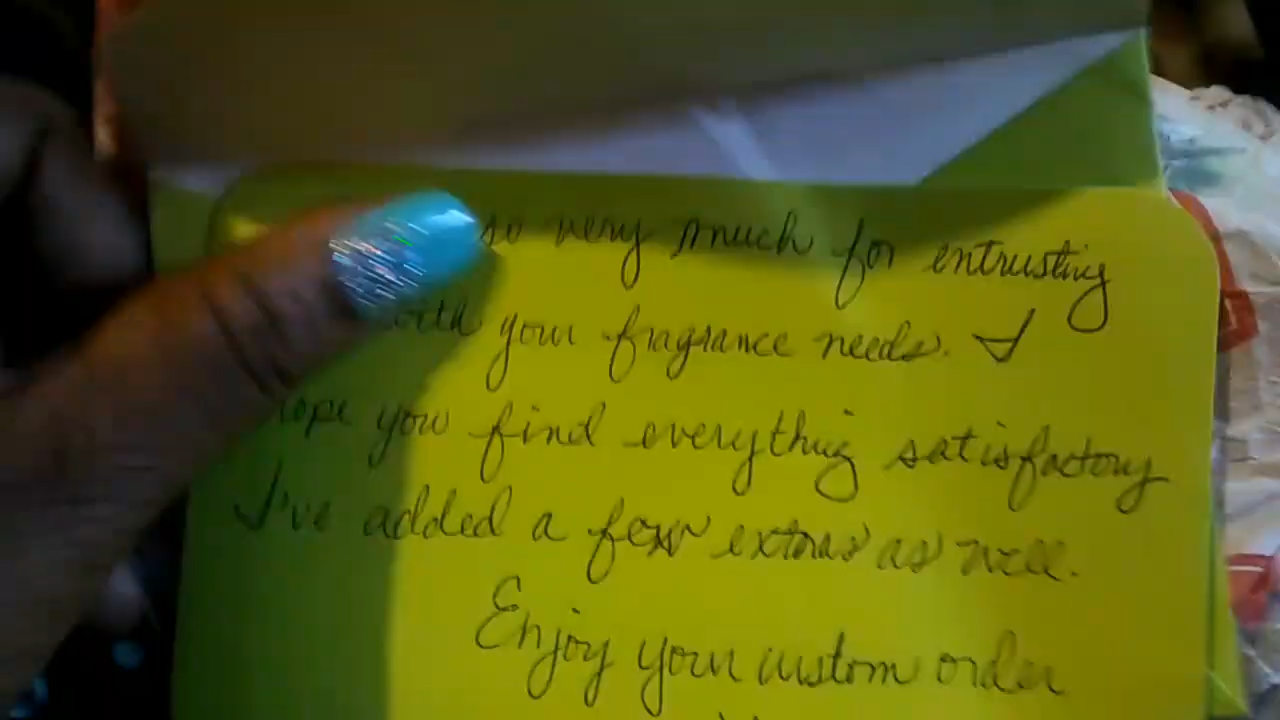 so very much for entrusting
with your fragrance needs. I
hope you find everything satisfactory
I've added a few extras as well.
Enjoy your custom order